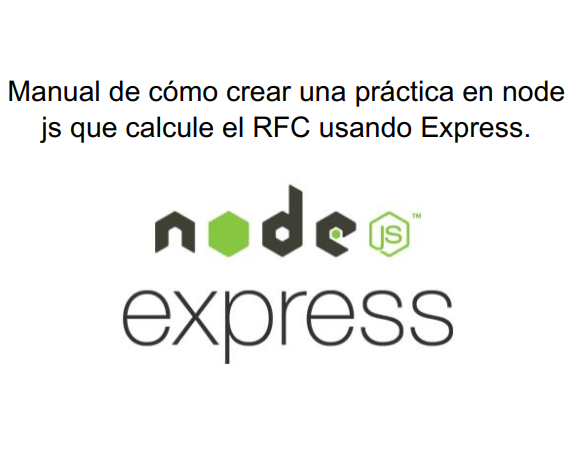 Manual de cómo crear una práctica en node
js que calcule el RFC usando Express.
node JS ™
express